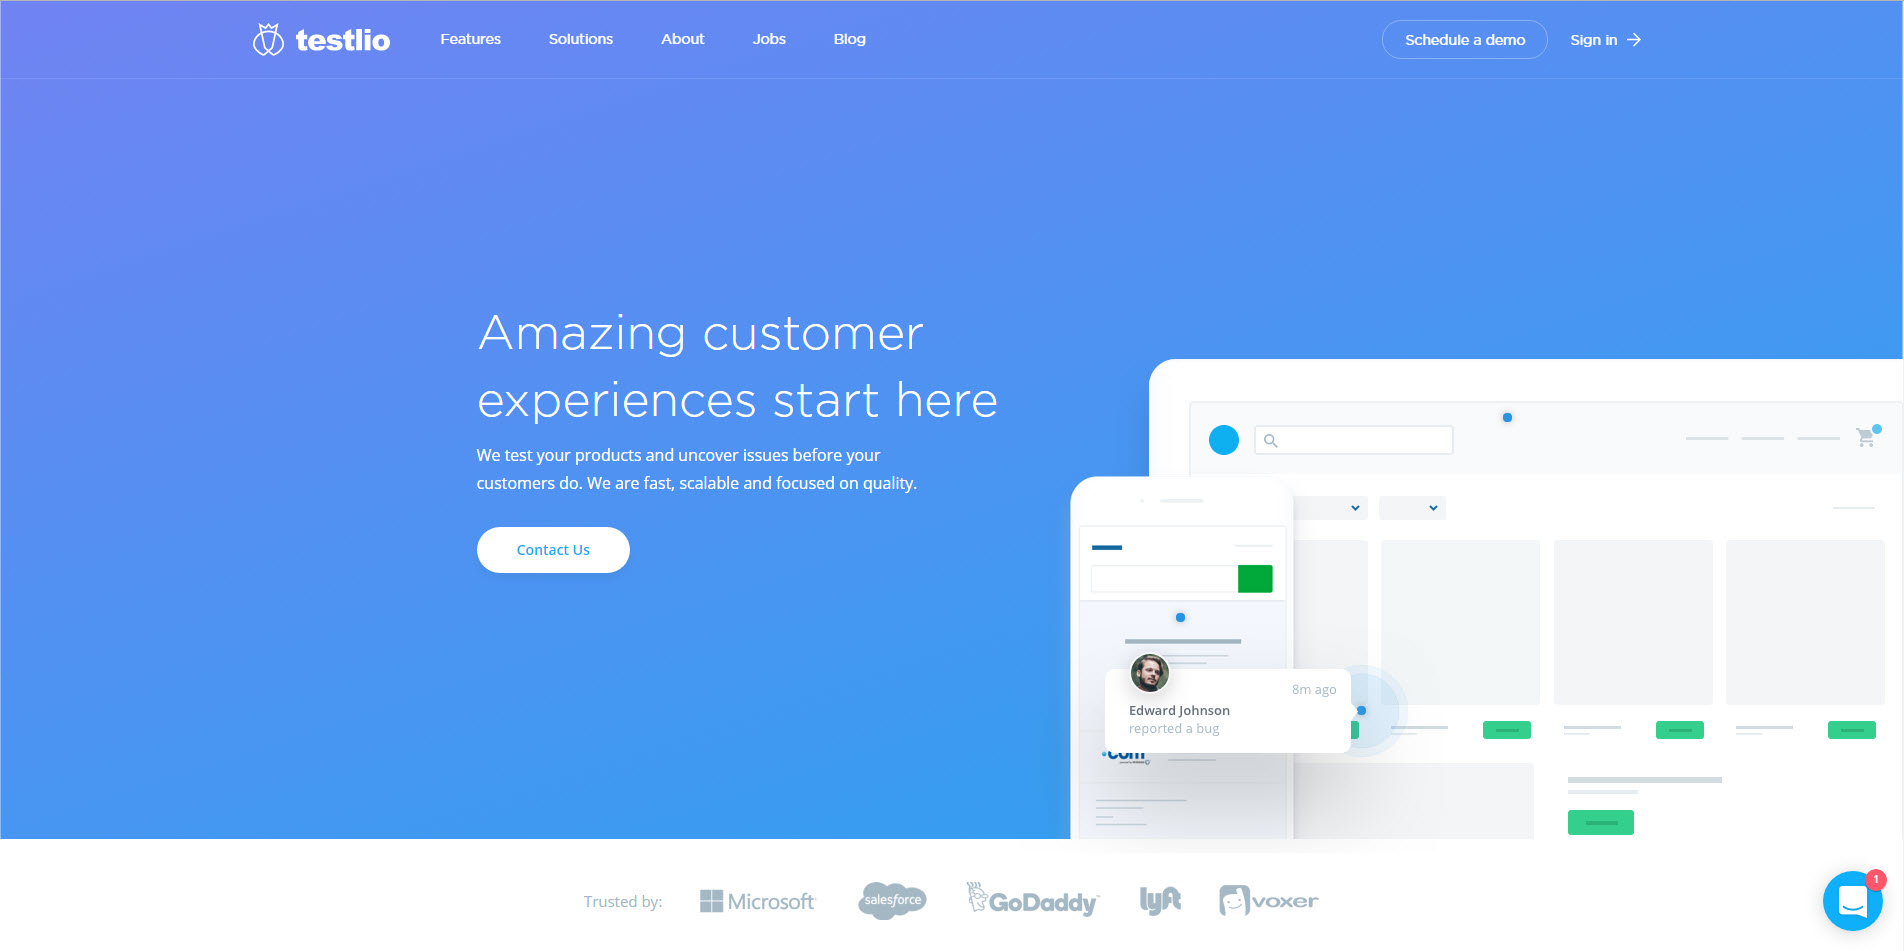 testlio
Features
Solutions
About
Jobs
Blog
Schedule a demo
Sign in
Amazing customer
experiences start here
We test your products and uncover issues before your
customers do. We are fast, scalable and focused on quality.
Contact Us
8m ago
Edward Johnson
reported a bug
.com
Trusted by:
Microsoft
salesforce
GoDaddy
lyft
voxer
1